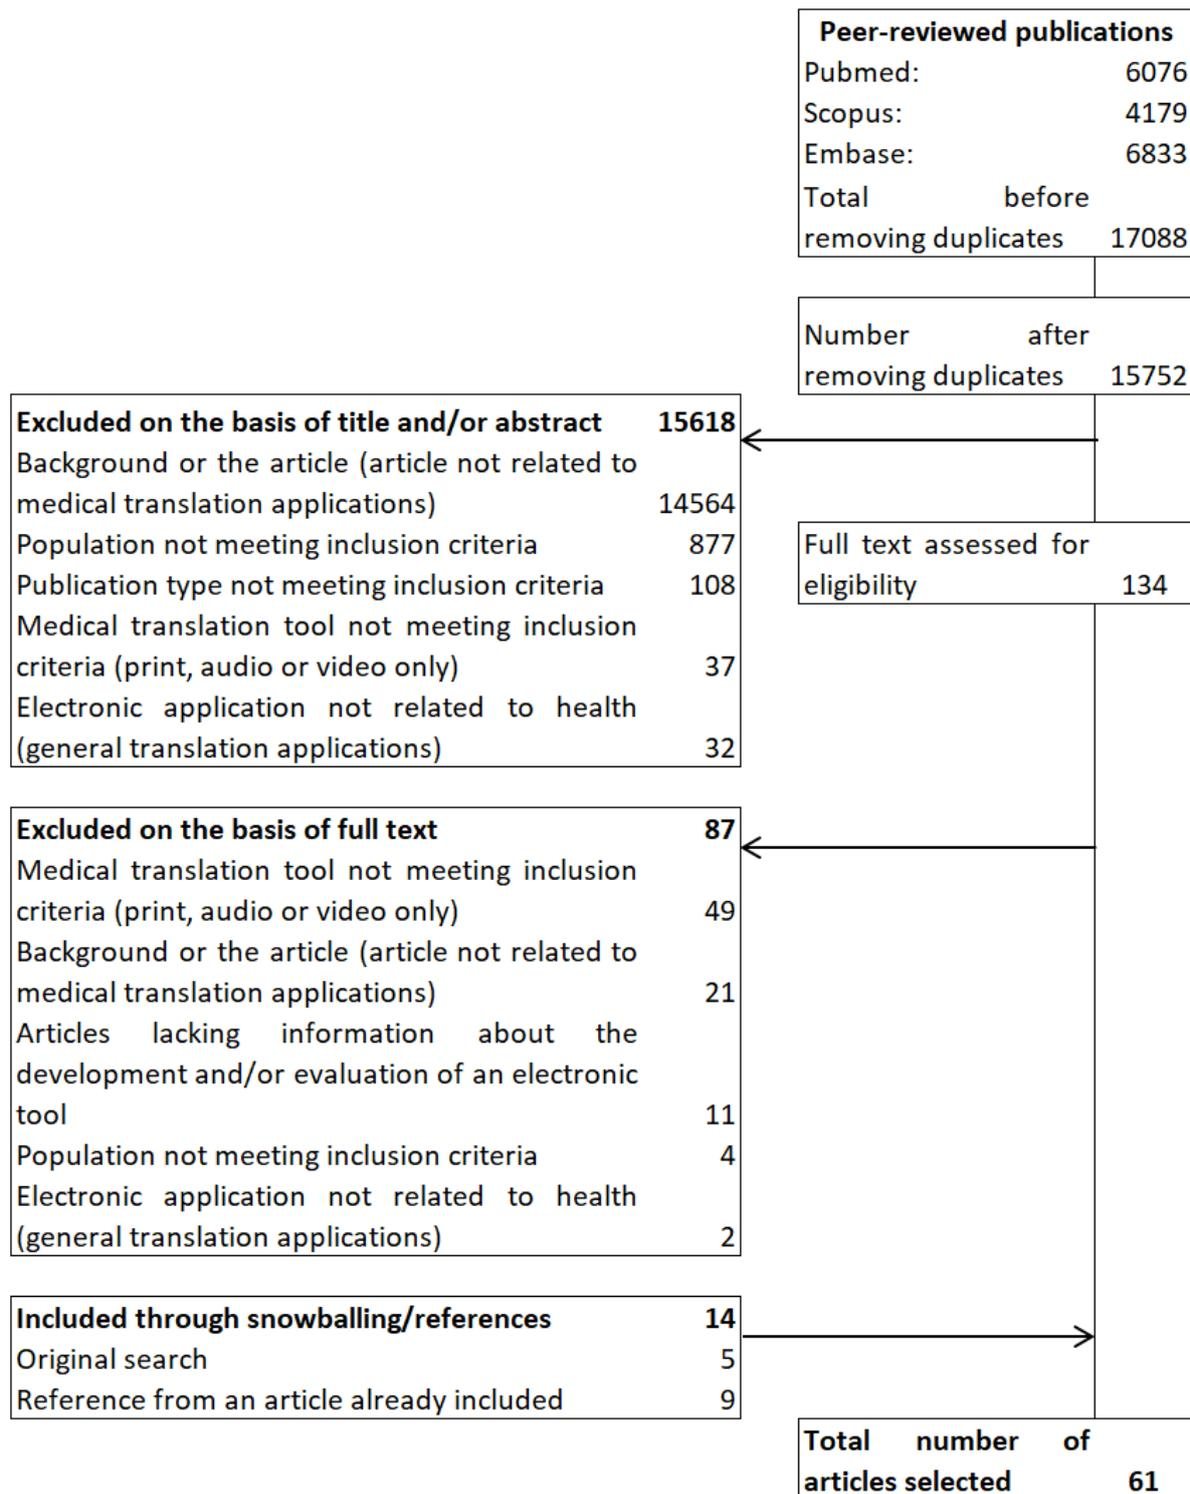 Peer-reviewed publications
Pubmed: 6076
Scopus: 4179
Embase: 6833
Total before
removing duplicates 17088
Number after
removing duplicates 15752
Excluded on the basis of title and/or abstract 15618
Background or the article (article not related to
medical translation applications) 14564
Population not meeting inclusion criteria 877
Publication type not meeting inclusion criteria 108
Medical translation tool not meeting inclusion
criteria (print, audio or video only) 37
Electronic application not related to health
(general translation applications) 32
Full text assessed for
eligibility 134
Excluded on the basis of full text 87
Medical translation tool not meeting inclusion
criteria (print, audio or video only) 49
Background or the article (article not related to
medical translation applications) 21
Articles lacking information about the
development and/or evaluation of an electronic
tool 11
Population not meeting inclusion criteria 4
Electronic application not related to health
(general translation applications) 2
Included through snowballing/references 14
Original search 5
Reference from an article already included 9
Total number of
articles selected 61